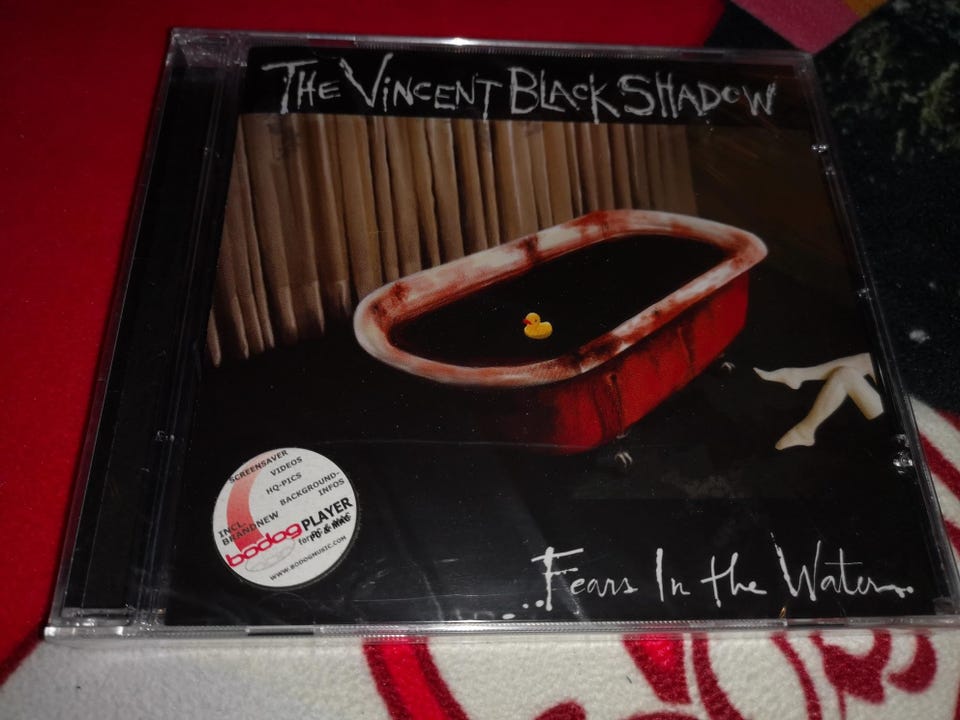 THE VINCENT BLACK SHADOW
SCREENSAVER
VIDEOS
HQ-PICS
BACKGROUND-
INFOS
INCL.
BRANDNEW
bodog PLAYER
for PC & MAC
WWW.BODOGMUSIC.COM
...Fears In the Water...